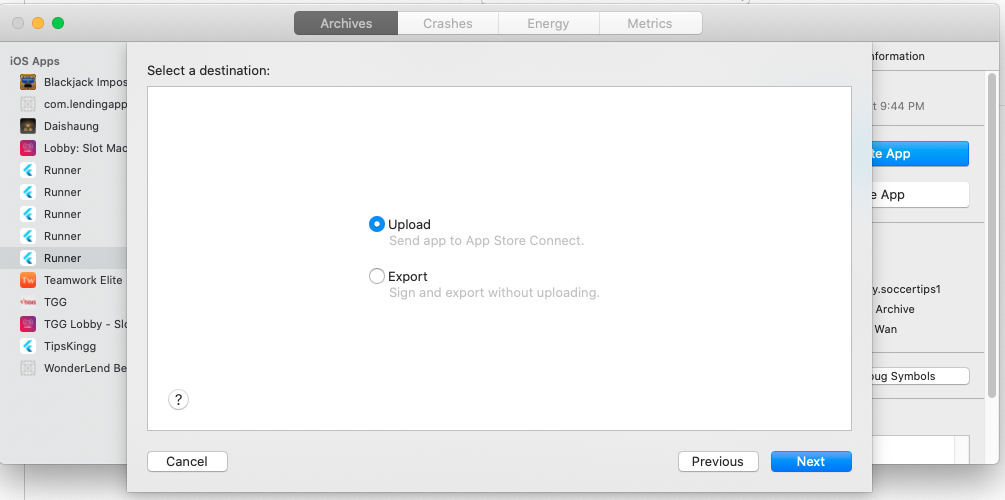 Archives
Crashes
Energy
Metrics
iOS Apps
Blackjack Impos
com.lendingapp
Daishaung
Lobby: Slot Mac
Runner
Runner
Runner
Runner
Runner
Teamwork Elite
TGG
TGG Lobby - Slo
TipsKingg
WonderLend Be
Select a destination:
Upload
Send app to App Store Connect.
Export
Sign and export without uploading.
?
Cancel
Previous
Next
nformation
t 9:44 PM
te App
e App
y.soccertips1
Archive
Wan
bug Symbols